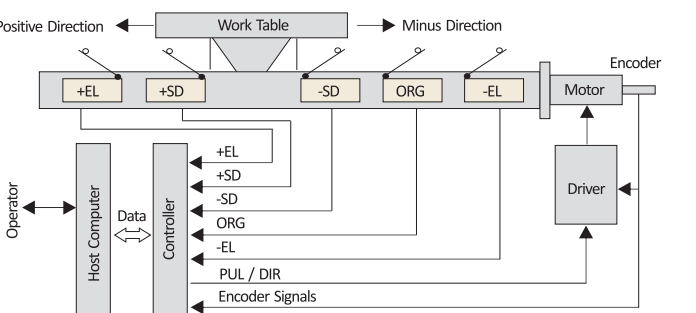 Positive Direction
Work Table
Minus Direction
Encoder
+EL
+SD
-SD
ORG
-EL
Motor
+EL
+SD
-SD
ORG
-EL
PUL / DIR
Encoder Signals
Driver
Operator
Host Computer
Data
Controller